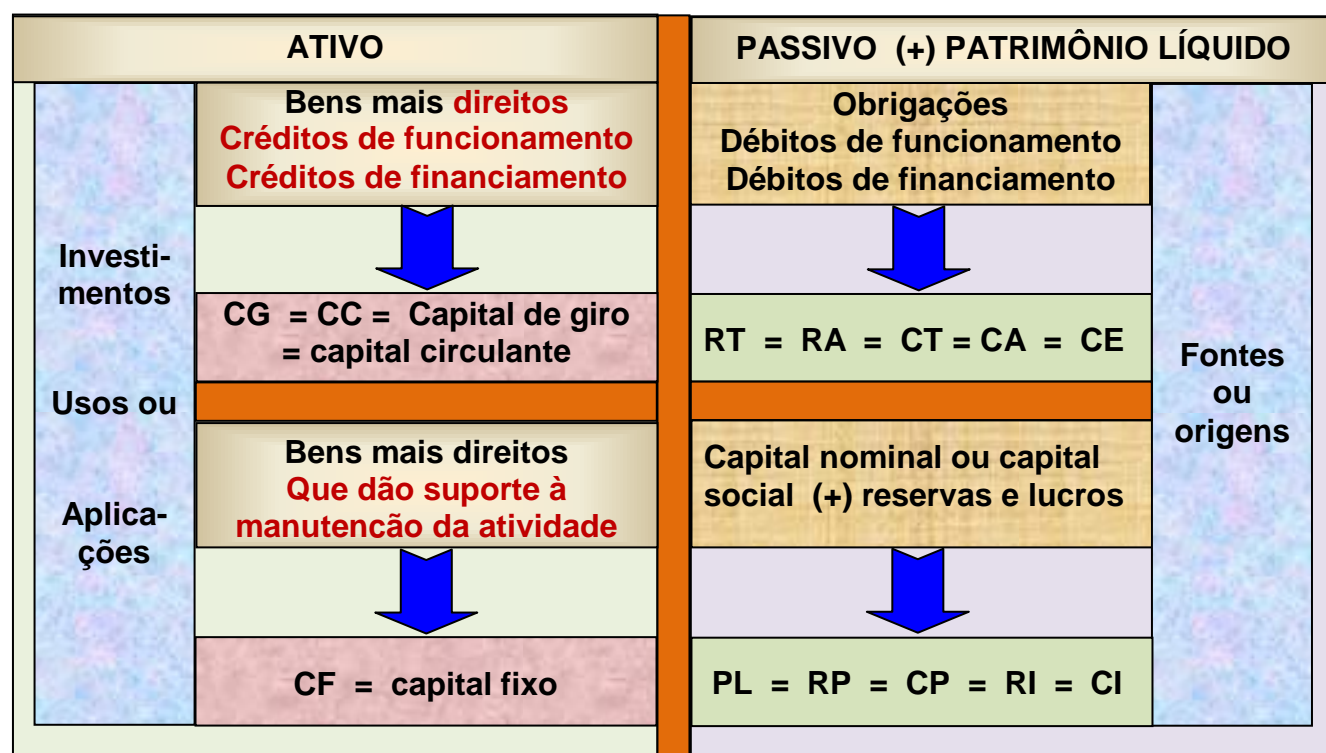 ATIVO
PASSIVO (+) PATRIMÔNIO LÍQUIDO
Investi-
mentos
Usos ou
Aplica-
ções
Bens mais direitos
Créditos de funcionamento
Créditos de financiamento
CG = CC = Capital de giro
= capital circulante
Bens mais direitos
Que dão suporte à
manutencão da atividade
CF = capital fixo
Obrigações
Débitos de funcionamento
Débitos de financiamento
RT = RA = CT = CA = CE
Capital nominal ou capital
social (+) reservas e lucros
PL = RP = CP = RI = CI
Fontes
ou
origens